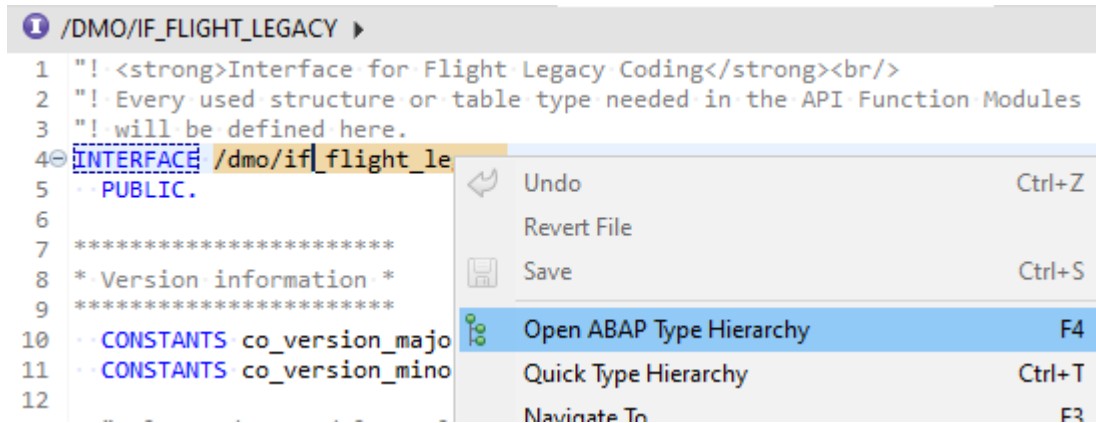 /DMO/IF_FLIGHT_LEGACY
1 "! <strong>Interface for Flight Legacy Coding</strong><br/>
2 "! Every used structure or table type needed in the API Function Modules
3 "! will be defined here.
4 INTERFACE /dmo/if_flight_le
5 PUBLIC.
6
7 ***********************
8 * Version information *
9 ***********************
10 CONSTANTS co_version_majo
11 CONSTANTS co_version_mino
12
Undo Ctrl+Z
Revert File
Save Ctrl+S
Open ABAP Type Hierarchy F4
Quick Type Hierarchy Ctrl+T
Navigate To F3